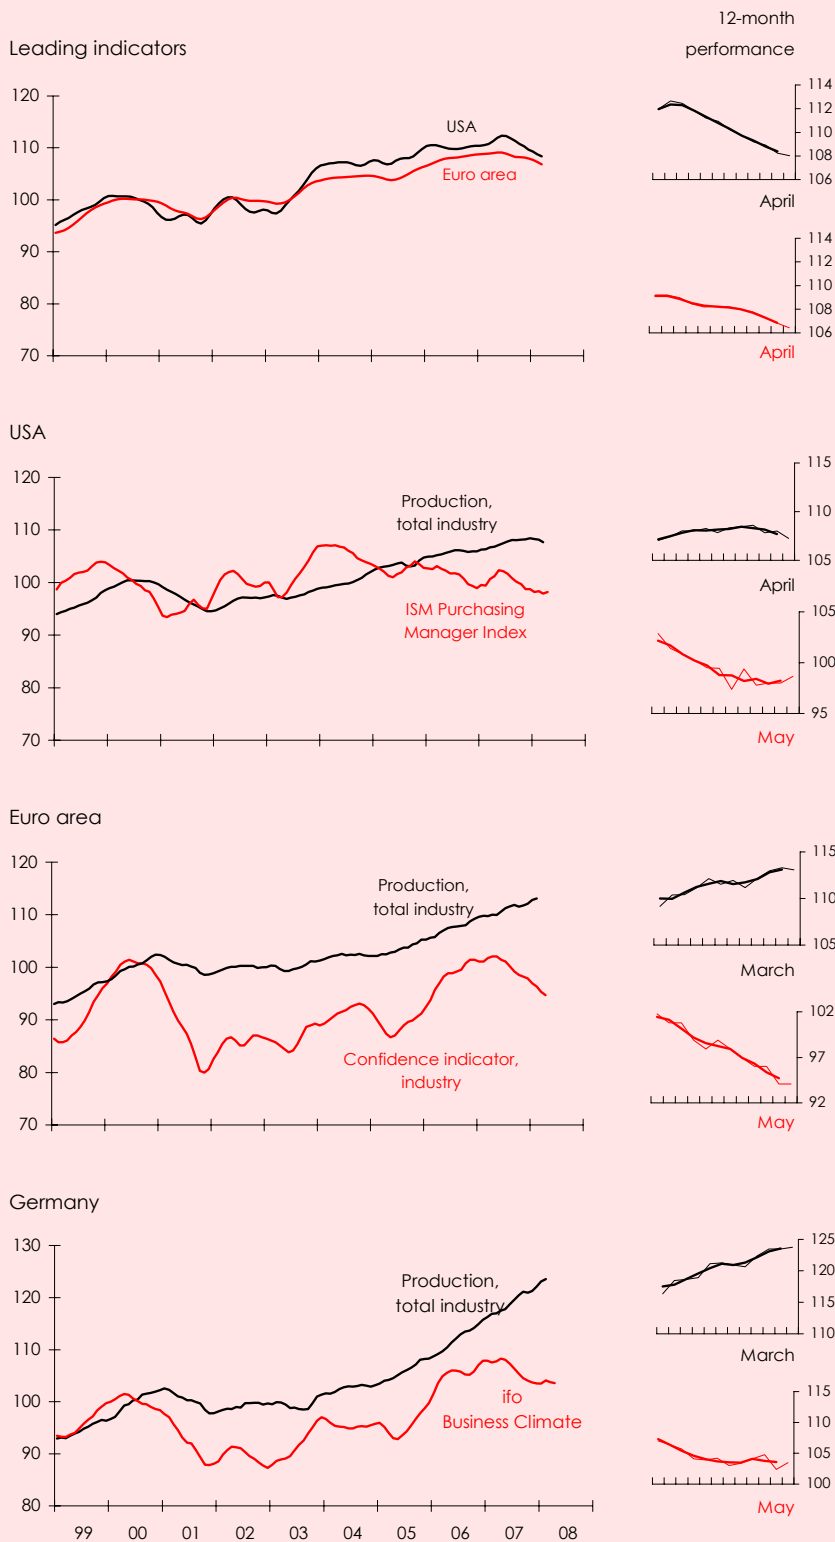 12-month
performance
Leading indicators
120
110
100
90
80
70
USA
Euro area
114
112
110
108
106
April
114
112
110
108
106
April
USA
120
110
100
90
80
70
Production,
total industry
ISM Purchasing
Manager Index
115
110
105
April
105
100
95
May
Euro area
120
110
100
90
80
70
Production,
total industry
Confidence indicator,
industry
115
110
105
March
102
97
92
May
Germany
130
120
110
100
90
80
Production,
total industry
ifo
Business Climate
125
120
115
110
March
115
110
105
100
May
99 00 01 02 03 04 05 06 07 08